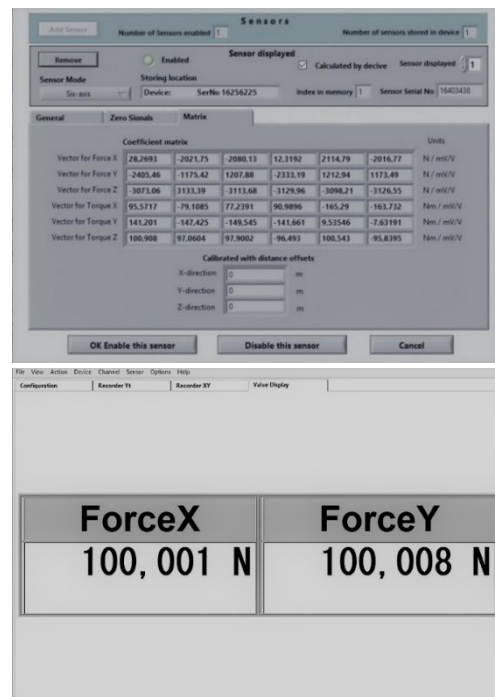 Sensors
Add Sensor Number of Sensors enabled 1 Number of sensors stored in device 1
Remove Enabled Sensor displayed Calculated by decive Sensor displayed 1
Sensor Mode Storing location
Six-axis Device: SerNo 16256225 Index in memory 1 Sensor Serial No 16403438
General Zero Sionals Matrix
Coefficient matrix Units
Vector for Force X 28,2693 -2021,75 -2080,13 12,3192 2114,79 -2016,77 N / mV/V
Vector for Force Y -2405,46 -1175,42 1207,88 -2333,19 1212,94 1173,49 N / mV/V
Vector for Force Z -3073,06 3133,39 -3113,68 -3129,96 -3098,21 -3126,55 N / mV/V
Vector for Torque X 95,5717 -79,1085 77,2391 90,9896 -165,29 -163,732 Nm / mV/V
Vector for Torque Y 141,201 -147,425 -149,545 -141,661 9,53546 -7,63191 Nm / mV/V
Vector for Torque Z 100,908 97,0604 97,9002 -96,493 100,543 -95,8395 Nm / mV/V
Calibrated with distance offsets
X-direction 0 m
Y-direction 0 m
Z-direction 0 m
OK Enable this sensor Disable this sensor Cancel
File View Action Device Channel Sensor Options Help
Configuration Recorder Yt Recorder XY Value Display
ForceX ForceY
100,001 N 100,008 N